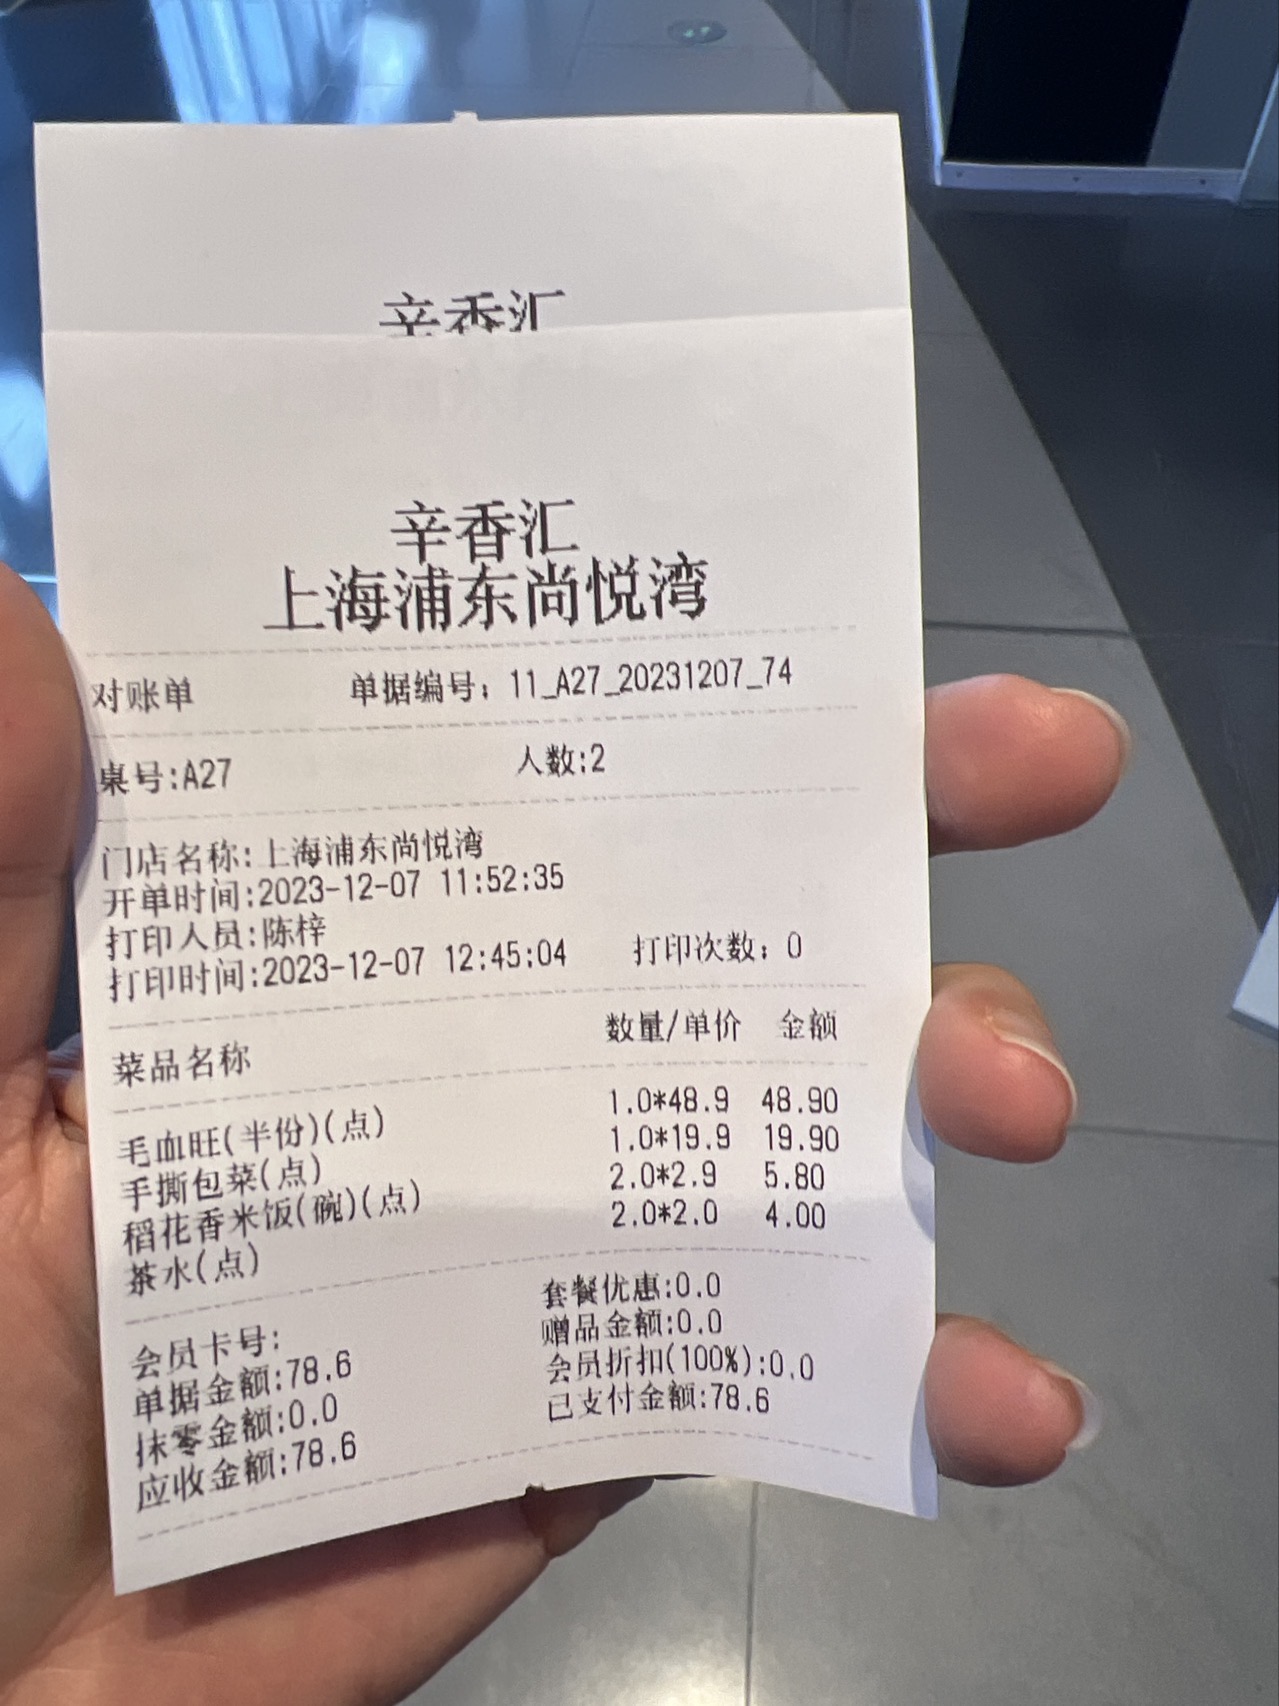 辛香汇
辛香汇
上海浦东尚悦湾
对账单 单据编号：11_A27_20231207_74
桌号:A27 人数:2
门店名称:上海浦东尚悦湾
开单时间:2023-12-07 11:52:35
打印人员:陈梓
打印时间:2023-12-07 12:45:04 打印次数：0
菜品名称 数量/单价 金额
毛血旺(半份)(点) 1.0*48.9 48.90
手撕包菜(点) 1.0*19.9 19.90
稻花香米饭(碗)(点) 2.0*2.9 5.80
茶水(点) 2.0*2.0 4.00
会员卡号: 套餐优惠:0.0
单据金额:78.6 赠品金额:0.0
抹零金额:0.0 会员折扣(100%):0.0
应收金额:78.6 已支付金额:78.6